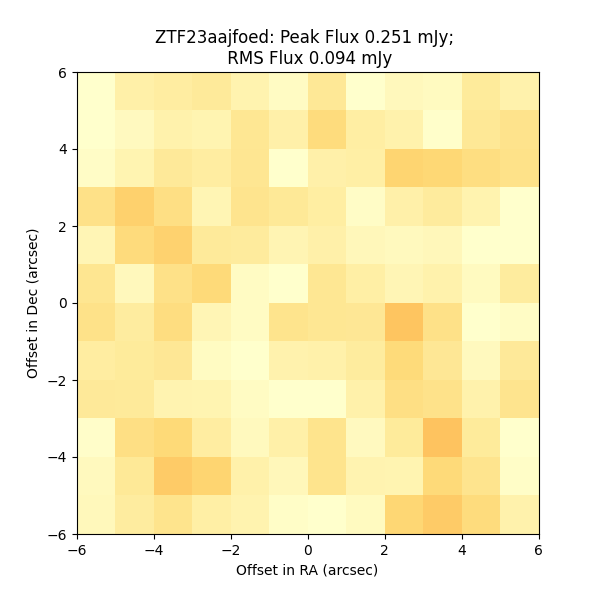 ZTF23aajfoed: Peak Flux 0.251 mJy;
RMS Flux 0.094 mJy
6
4
2
0
−2
−4
−6
Offset in Dec (arcsec)
−6 −4 −2 0 2 4 6
Offset in RA (arcsec)